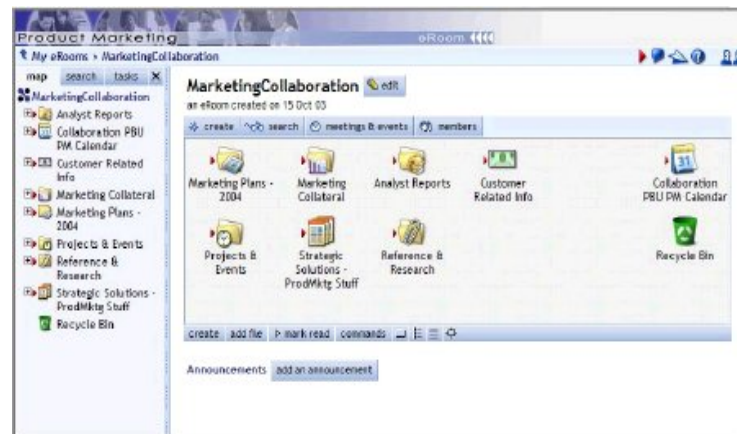 Product Marketing
eRoom
My eRooms > MarketingCollaboration
map search tasks X
MarketingCollaboration
Analyst Reports
Collaboration PBU
PM Calendar
Customer Related
Info
Marketing Collateral
Marketing Plans -
2004
Projects & Events
Reference &
Research
Strategic Solutions -
ProdMktg Stuff
Recycle Bin
MarketingCollaboration edit
an eRoom created on 15 Oct 03
create search meetings & events members
Marketing Plans -
2004
Marketing
Collateral
Analyst Reports
Customer
Related Info
31
Collaboration
PBU PM Calendar
Projects &
Events
Strategic
Solutions -
ProdMktg Stuff
Reference &
Research
Recycle Bin
create add file mark read commands
Announcements add an announcement